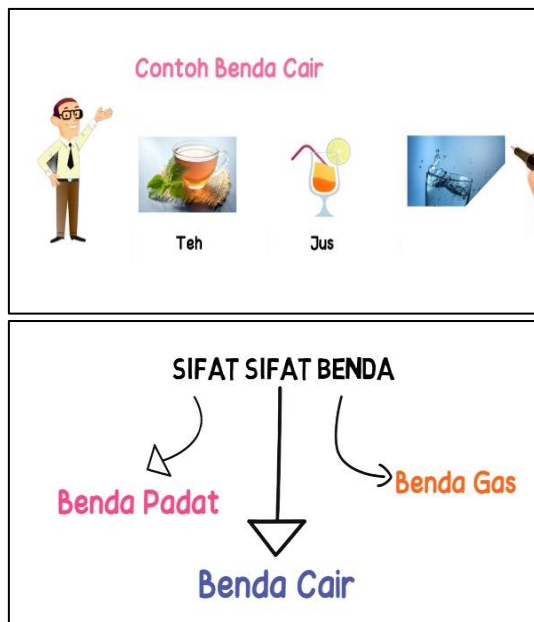 Contoh Benda Cair
Teh
Jus
SIFAT SIFAT BENDA
Benda Padat
Benda Gas
Benda Cair